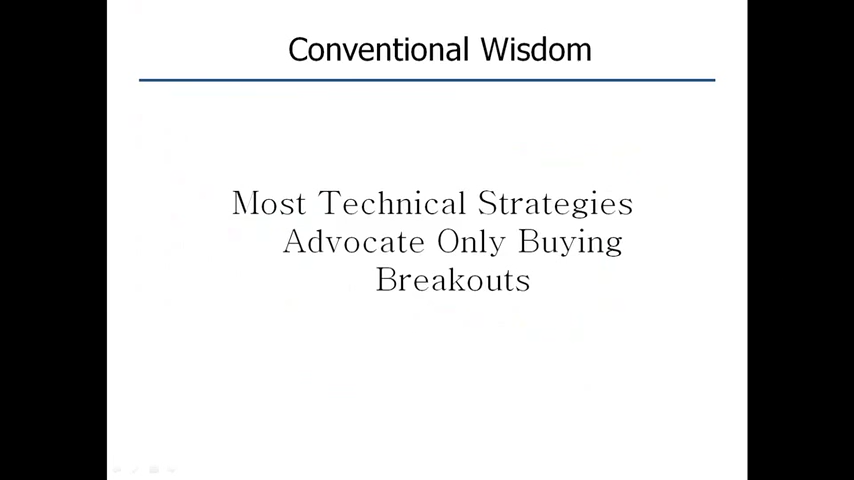 Conventional Wisdom
Most Technical Strategies
Advocate Only Buying
Breakouts